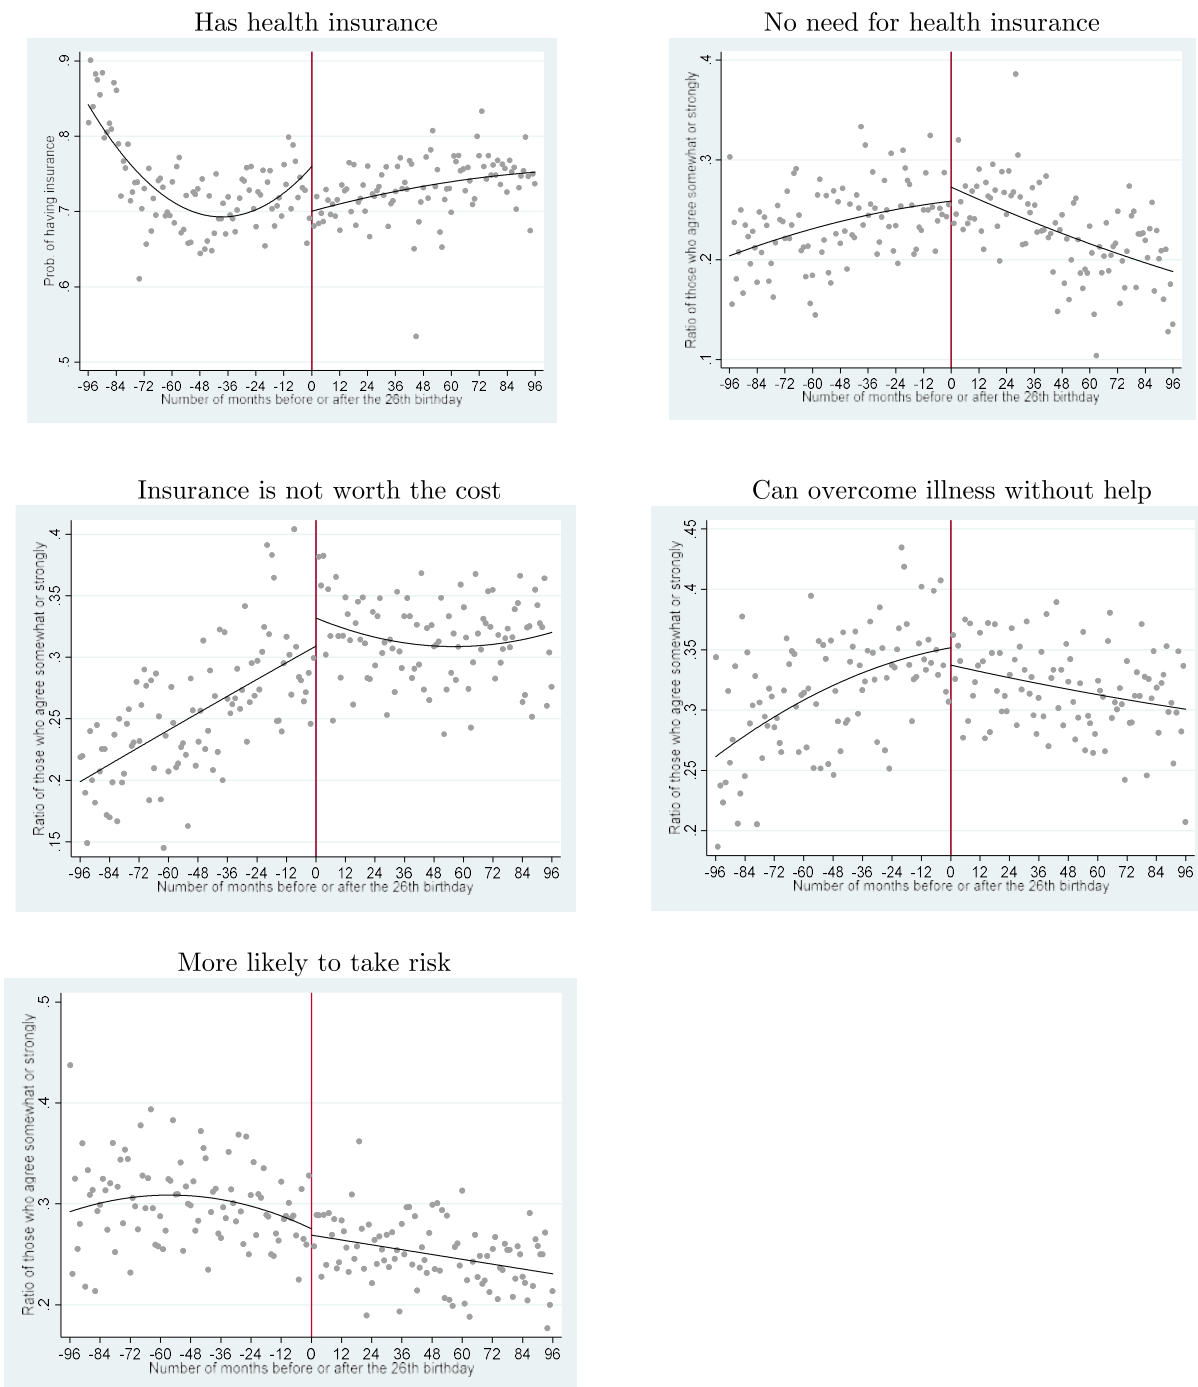 Has health insurance
Prob. of having insurance
.9
.8
.7
.6
.5
-96 -84 -72 -60 -48 -36 -24 -12 0 12 24 36 48 60 72 84 96
Number of months before or after the 26th birthday
No need for health insurance
Ratio of those who agree somewhat or strongly
.4
.3
.2
.1
-96 -84 -72 -60 -48 -36 -24 -12 0 12 24 36 48 60 72 84 96
Number of months before or after the 26th birthday
Insurance is not worth the cost
Ratio of those who agree somewhat or strongly
.4
.35
.3
.25
.2
.15
-96 -84 -72 -60 -48 -36 -24 -12 0 12 24 36 48 60 72 84 96
Number of months before or after the 26th birthday
Can overcome illness without help
Ratio of those who agree somewhat or strongly
.45
.4
.35
.3
.25
.2
-96 -84 -72 -60 -48 -36 -24 -12 0 12 24 36 48 60 72 84 96
Number of months before or after the 26th birthday
More likely to take risk
Ratio of those who agree somewhat or strongly
.5
.4
.3
.2
-96 -84 -72 -60 -48 -36 -24 -12 0 12 24 36 48 60 72 84 96
Number of months before or after the 26th birthday